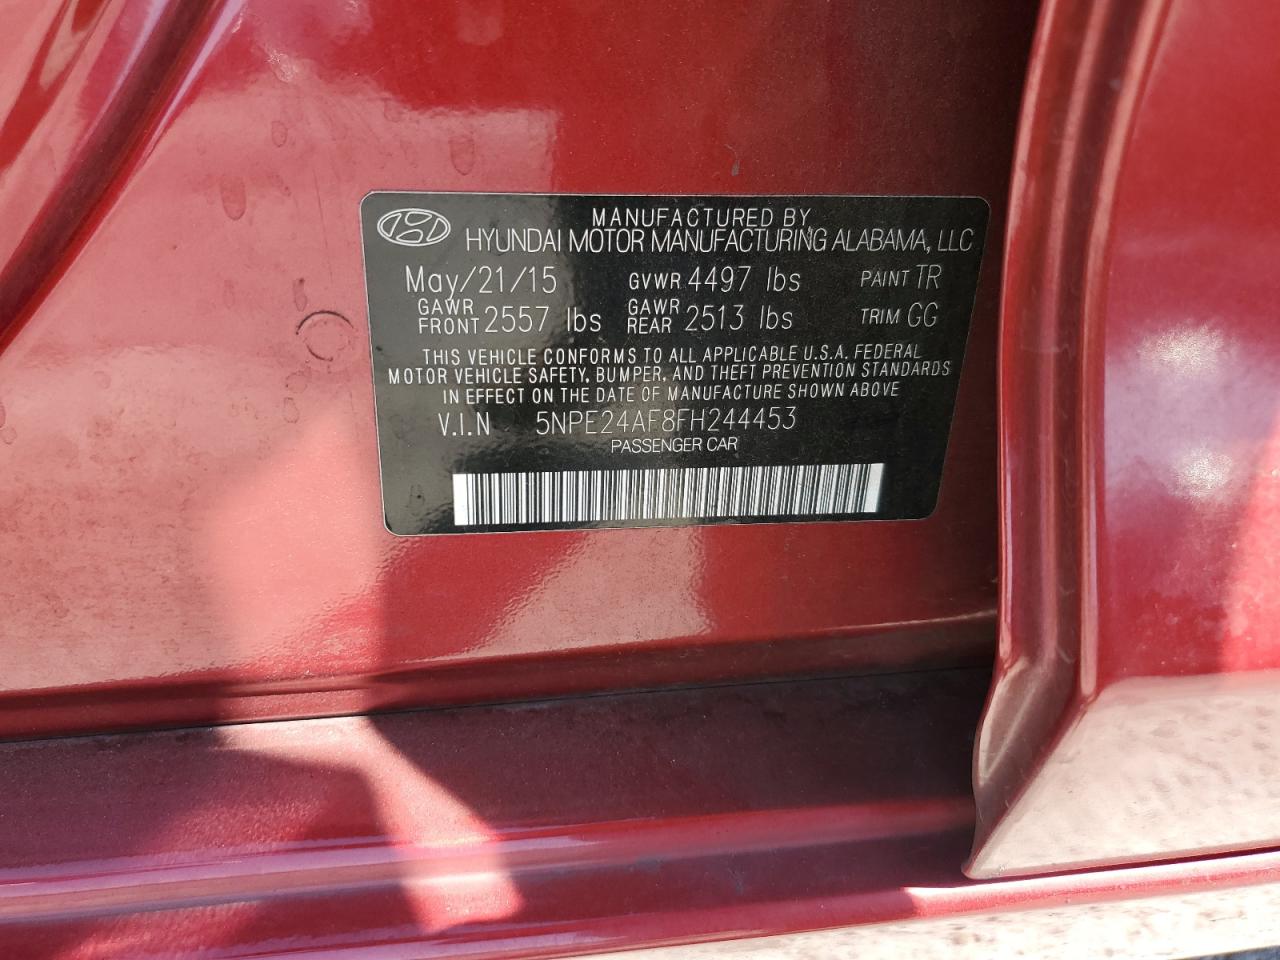 MANUFACTURED BY,
HYUNDAI MOTOR MANUFACTURING ALABAMA, LLC
May/21/15 GVWR 4497 lbs PAINT TR
GAWR FRONT 2557 lbs GAWR REAR 2513 lbs TRIM GG
THIS VEHICLE CONFORMS TO ALL APPLICABLE U.S.A. FEDERAL
MOTOR VEHICLE SAFETY, BUMPER, AND THEFT PREVENTION STANDARDS
IN EFFECT ON THE DATE OF MANUFACTURE SHOWN ABOVE
V.I.N 5NPE24AF8FH244453
PASSENGER CAR